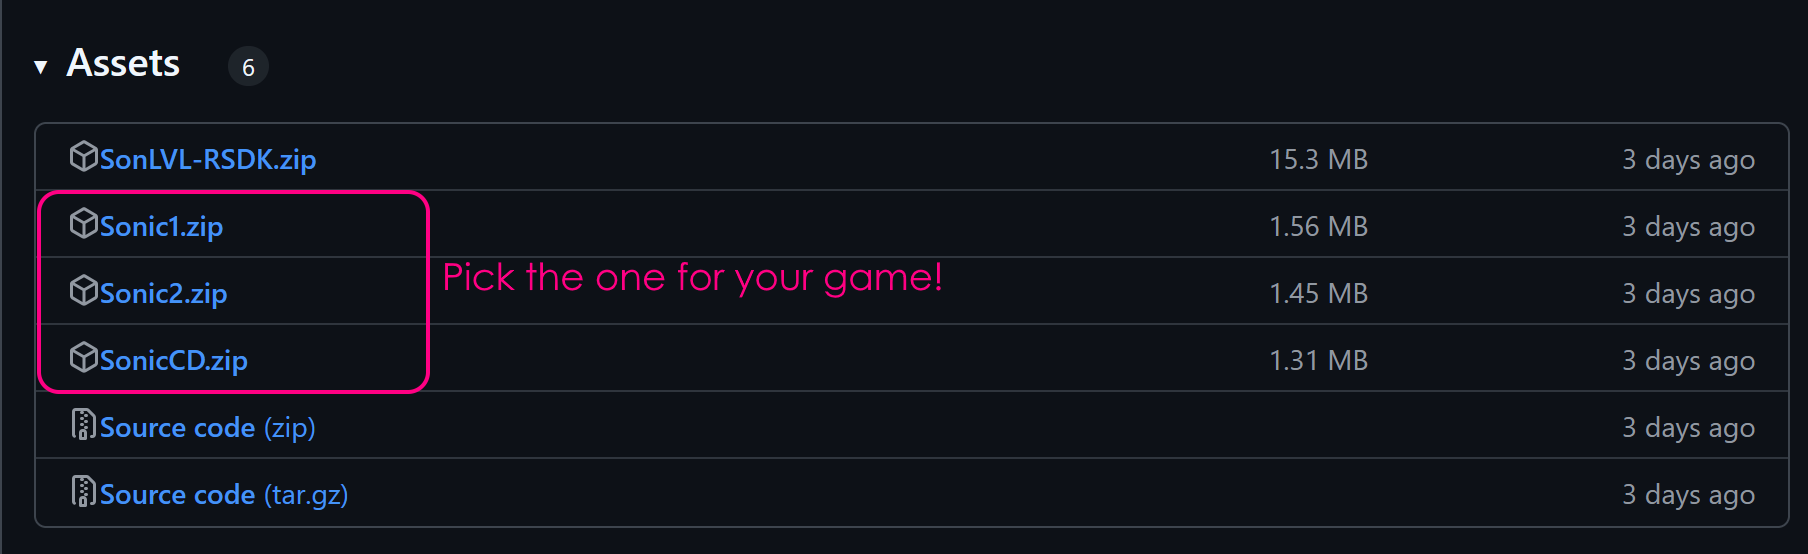 Assets 6
SonLVL-RSDK.zip 15.3 MB 3 days ago
Sonic1.zip 1.56 MB 3 days ago
Pick the one for your game!
Sonic2.zip 1.45 MB 3 days ago
SonicCD.zip 1.31 MB 3 days ago
Source code (zip) 3 days ago
Source code (tar.gz) 3 days ago